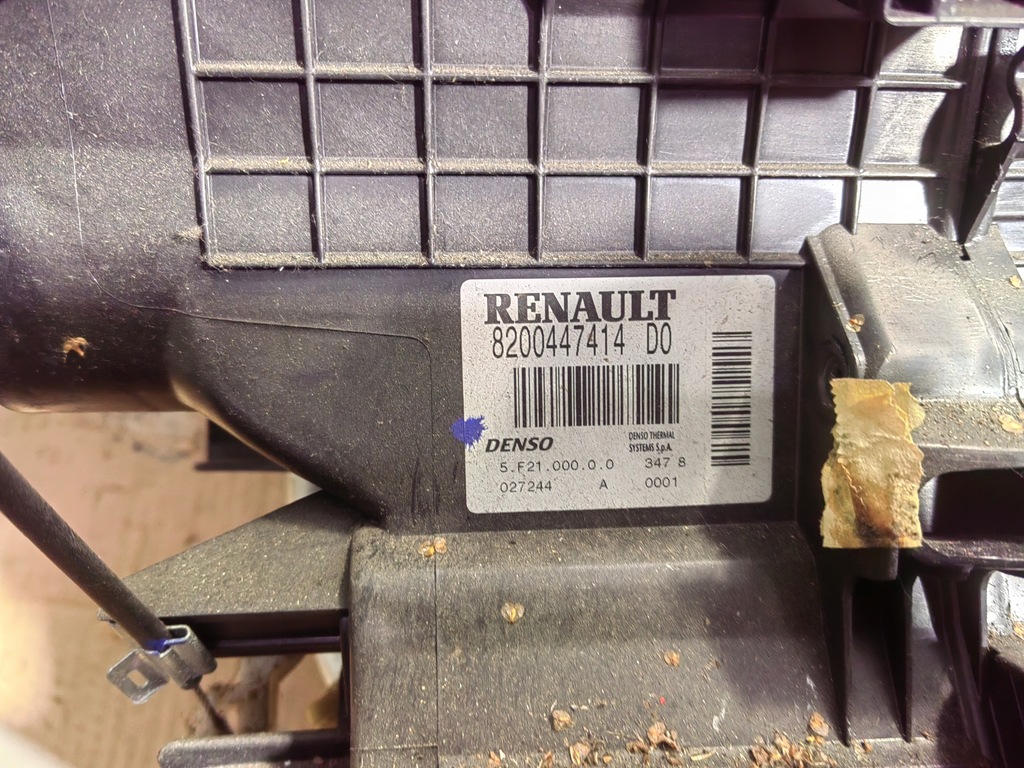 RENAULT
8200447414 D0
DENSO
DENSO THERMAL
SYSTEMS S.p.A.
5.F21.000.0.0 347 8
027244 A 0001